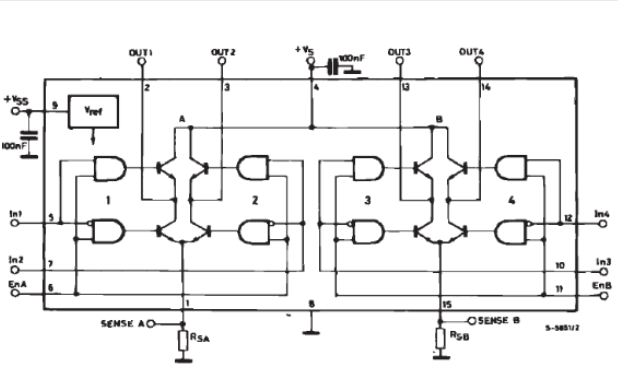 OUT1 OUT2 +Vs 100nF OUT3 OUT4
2 3 4 13 14
+Vss 9 Vref
100nF
A B
1 2 3 4
In1 5 12 In4
In2 7 10 In3
EnA 6 11 EnB
1 8 15
SENSE A SENSE B S-5851/2
RSA RSB